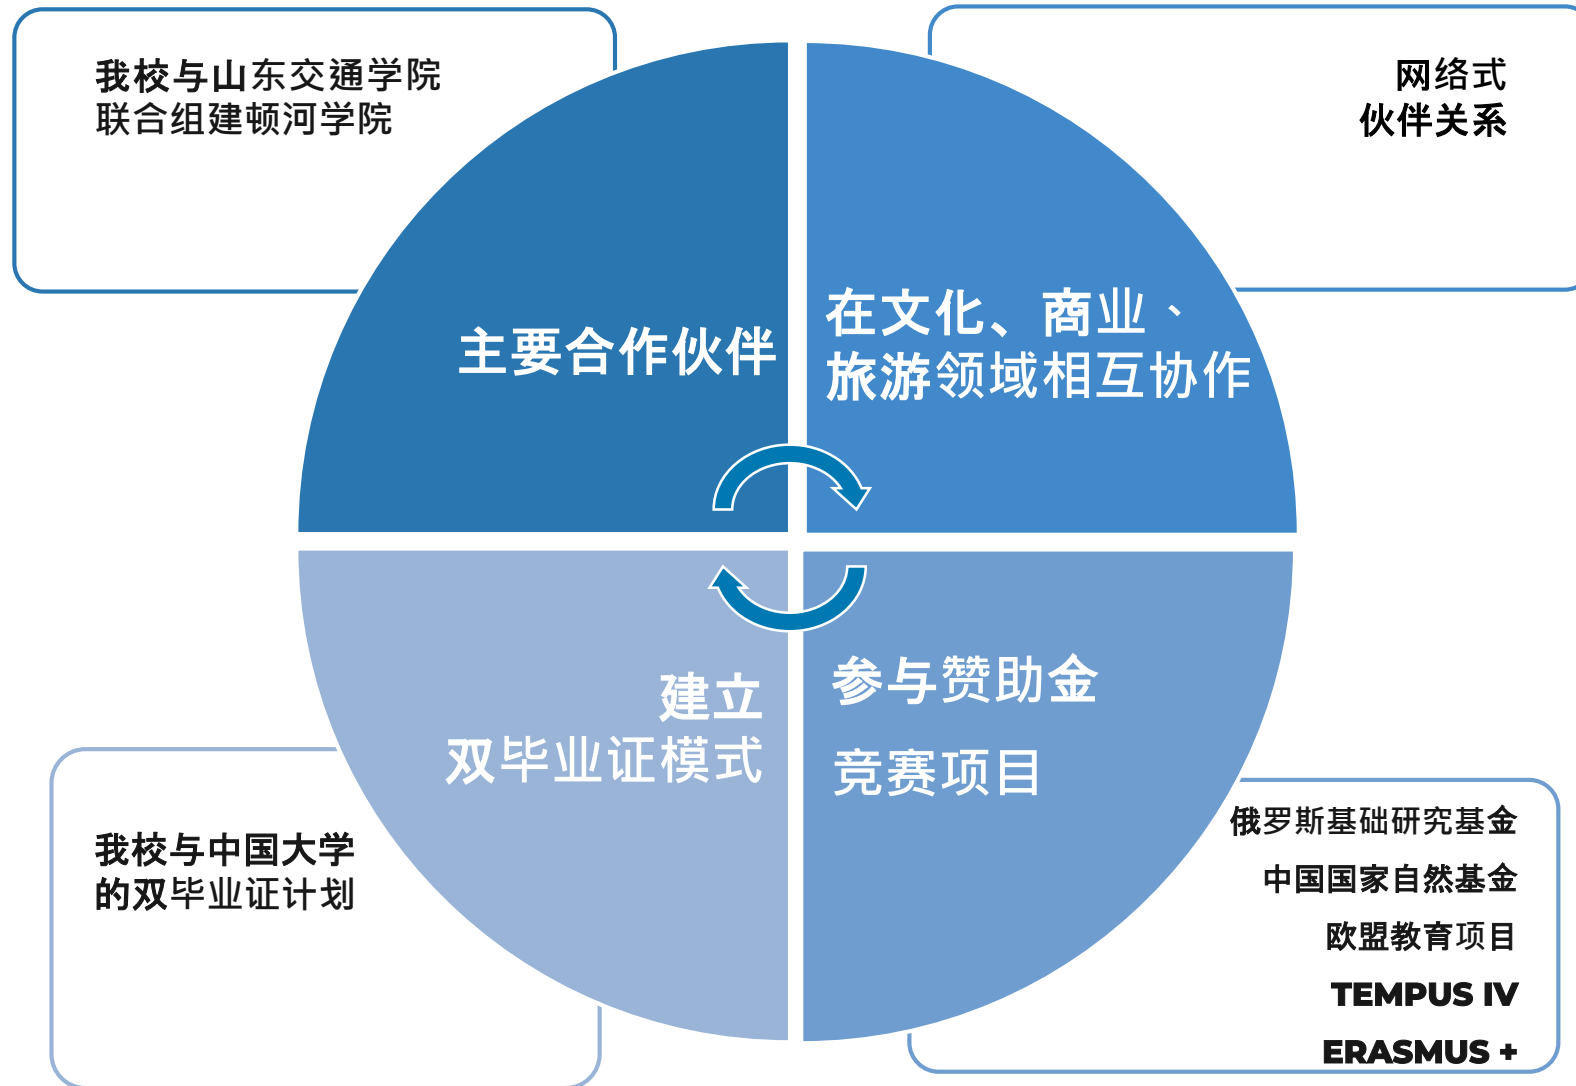 我校与山东交通学院
联合组建顿河学院
网络式
伙伴关系
主要合作伙伴
在文化、商业、
旅游领域相互协作
建立
双毕业证模式
参与赞助金
竞赛项目
我校与中国大学
的双毕业证计划
俄罗斯基础研究基金
中国国家自然基金
欧盟教育项目
TEMPUS IV
ERASMUS +